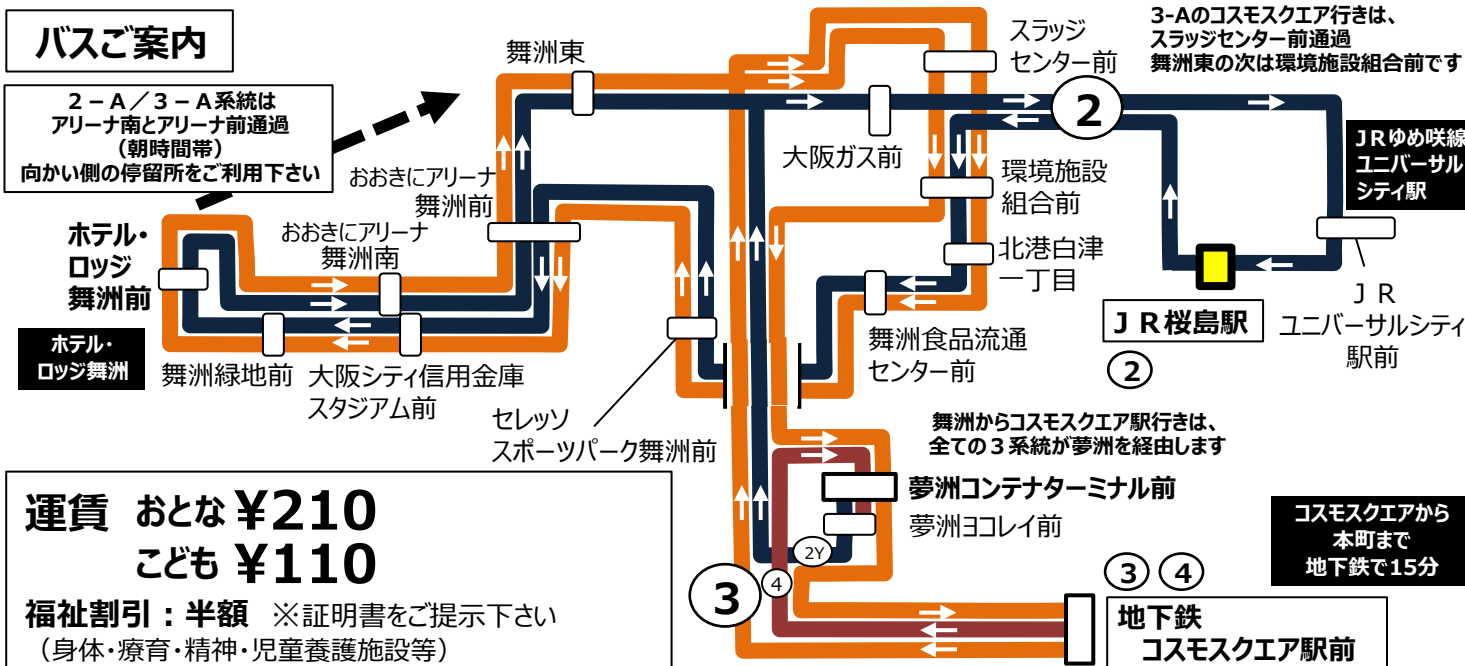 バスご案内
2－A／3－A系統は
アリーナ南とアリーナ前通過
（朝時間帯）
向かい側の停留所をご利用下さい
舞洲東
スラッジ
センター前
3-Aのコスモスクエア行きは、
スラッジセンター前通過
舞洲東の次は環境施設組合前です
2
大阪ガス前
JRゆめ咲線
ユニバーサル
シティ駅
おおきにアリーナ
舞洲前
環境施設
組合前
ホテル・
ロッジ
舞洲前
おおきにアリーナ
舞洲南
北港白津
一丁目
JR桜島駅
②
JR
ユニバーサルシティ
駅前
ホテル・
ロッジ舞洲
舞洲緑地前
大阪シティ信用金庫
スタジアム前
舞洲食品流通
センター前
セレッソ
スポーツパーク舞洲前
舞洲からコスモスクエア駅行きは、
全ての3系統が夢洲を経由します
夢洲コンテナターミナル前
夢洲ヨコレイ前
2Y
4
3
コスモスクエアから
本町まで
地下鉄で15分
③ ④
地下鉄
コスモスクエア駅前
運賃 おとな ¥210
こども ¥110
福祉割引：半額 ※証明書をご提示下さい
（身体・療育・精神・児童養護施設等）